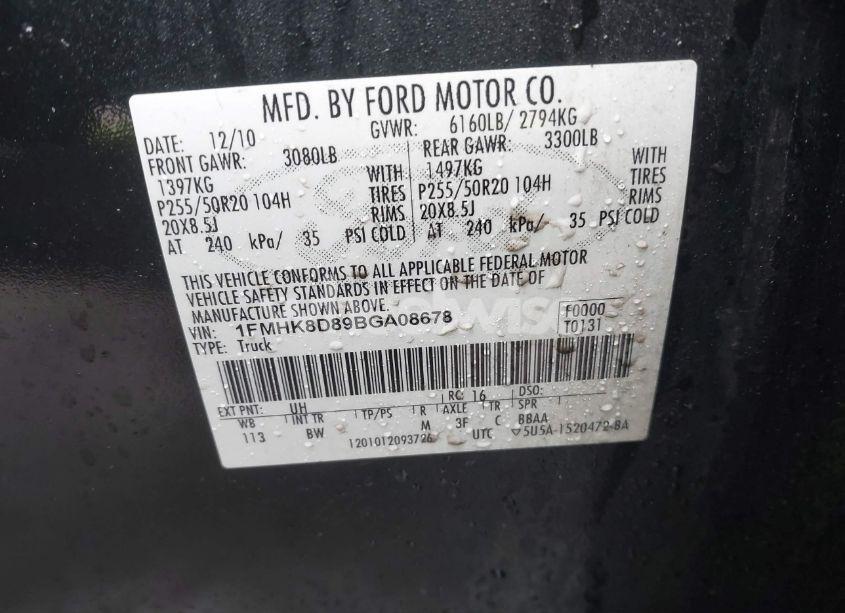 MFD. BY FORD MOTOR CO.
DATE: 12/10 GVWR: 6160LB/ 2794KG
FRONT GAWR: 3080LB REAR GAWR: 3300LB
1397KG WITH 1497KG WITH
P255/50R20 104H TIRES P255/50R20 104H TIRES
20X8.5J RIMS 20X8.5J RIMS
AT 240 kPa/ 35 PSI COLD AT 240 kPa/ 35 PSI COLD
THIS VEHICLE CONFORMS TO ALL APPLICABLE FEDERAL MOTOR
VEHICLE SAFETY STANDARDS IN EFFECT ON THE DATE OF
MANUFACTURE SHOWN ABOVE.
VIN: 1FMHK8D89BGA08678 F0000
TYPE: Truck T0131
EXT PNT: UH RC: 16 DSO:
WB INT TR TP/PS R AXLE TR SPR
113 BW M 3F C BBAA
1201012093726 UTC ▽5U5A-1520472-BA